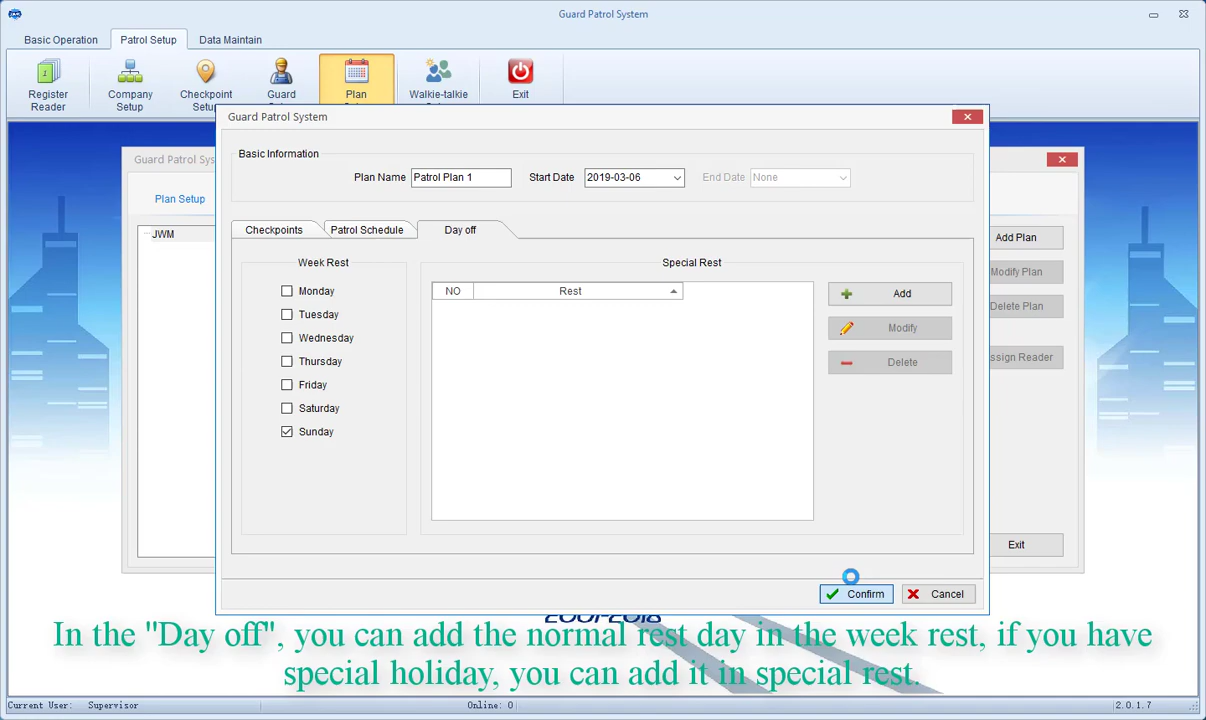 Guard Patrol System
Basic Operation
Patrol Setup
Data Maintain
Register
Reader
Company
Setup
Checkpoint
Setu
Guard
Plan
Walkie-talkie
Exit
Guard Patrol Sys
Plan Setup
JWM
Add Plan
Modify Plan
Delete Plan
ssign Reader
Exit
Guard Patrol System
Basic Information
Plan Name
Patrol Plan 1
Start Date
2019-03-06
End Date
None
Checkpoints
Patrol Schedule
Day off
Week Rest
Monday
Tuesday
Wednesday
Thursday
Friday
Saturday
Sunday
Special Rest
NO
Rest
Add
Modify
Delete
Confirm
Cancel
2001-2018
In the "Day off", you can add the normal rest day in the week rest, if you have
special holiday, you can add it in special rest.
Current User:
Supervisor
Online: 0
2.0.1.7